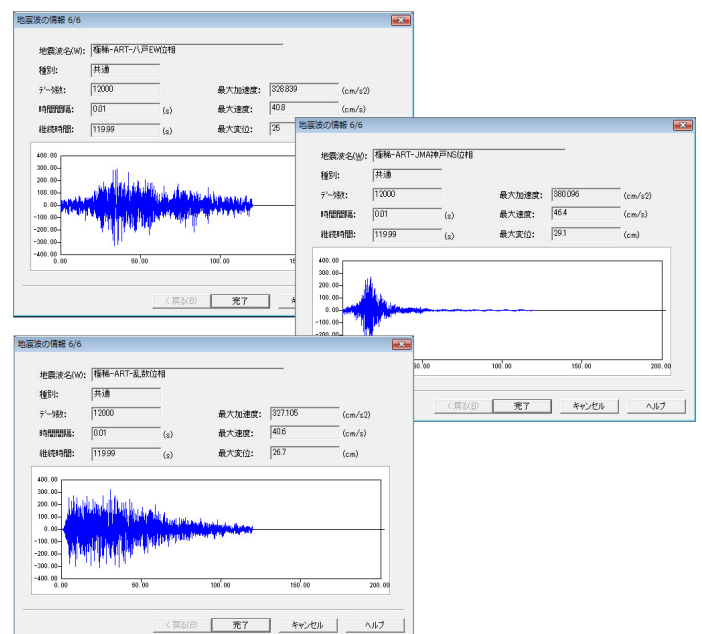 地震波の情報 6/6
地震波名(W): 極稀-ART-八戸EW位相
種別: 共通
データ数: 12000 最大加速度: 328.839 (cm/s2)
時間間隔: 0.01 (s) 最大速度: 40.8 (cm/s)
継続時間: 119.99 (s) 最大変位: 25
400.00
300.00
200.00
100.00
0.00
-100.00
-200.00
-300.00
-400.00
0.00 50.00 100.00
< 戻る(B) 完了
地震波の情報 6/6
地震波名(W): 極稀-ART-JMA神戸NS位相
種別: 共通
データ数: 12000 最大加速度: 380.096 (cm/s2)
時間間隔: 0.01 (s) 最大速度: 46.4 (cm/s)
継続時間: 119.99 (s) 最大変位: 29.1 (cm)
400.00
300.00
200.00
100.00
0.00
-100.00
-200.00
50.00 100.00 150.00 200.00
< 戻る(B) 完了 キャンセル ヘルプ
地震波の情報 6/6
地震波名(W): 極稀-ART-乱数位相
種別: 共通
データ数: 12000 最大加速度: 327.105 (cm/s2)
時間間隔: 0.01 (s) 最大速度: 40.6 (cm/s)
継続時間: 119.99 (s) 最大変位: 26.7 (cm)
400.00
300.00
200.00
100.00
0.00
-100.00
-200.00
-300.00
-400.00
0.00 50.00 100.00 150.00 200.00
< 戻る(B) 完了 キャンセル ヘルプ